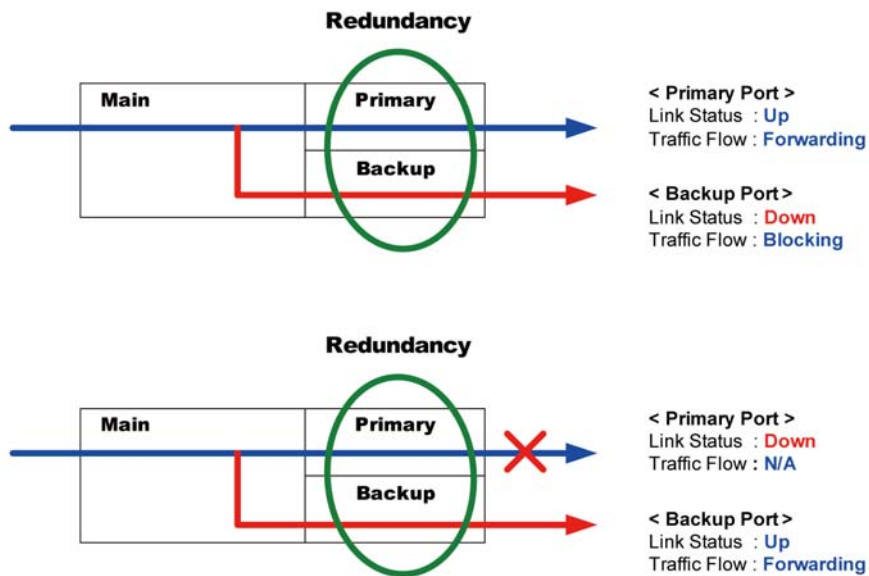 Redundancy
Main
Primary
Backup
< Primary Port >
Link Status : Up
Traffic Flow : Forwarding
< Backup Port >
Link Status : Down
Traffic Flow : Blocking
Redundancy
Main
Primary
Backup
< Primary Port >
Link Status : Down
Traffic Flow : N/A
< Backup Port >
Link Status : Up
Traffic Flow : Forwarding